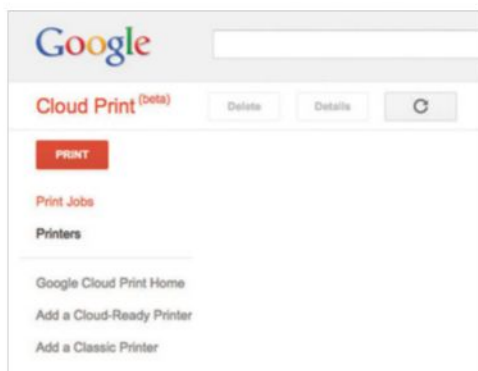 Google
Cloud Print (beta) Delete Details
PRINT
Print Jobs
Printers
Google Cloud Print Home
Add a Cloud-Ready Printer
Add a Classic Printer